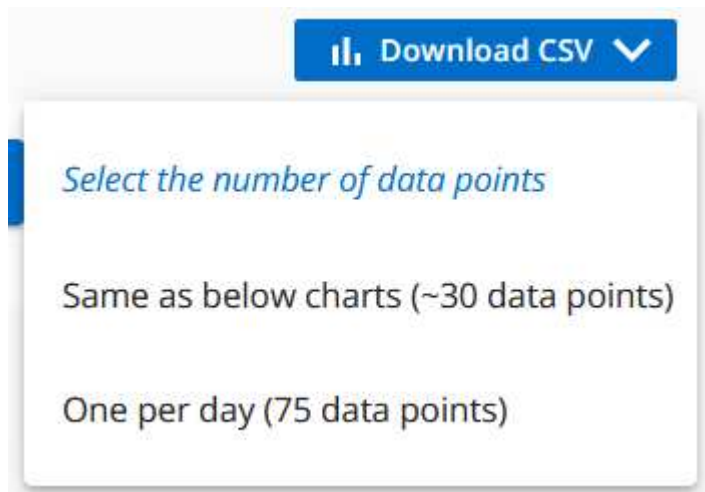 Download CSV
Select the number of data points
Same as below charts (~30 data points)
One per day (75 data points)